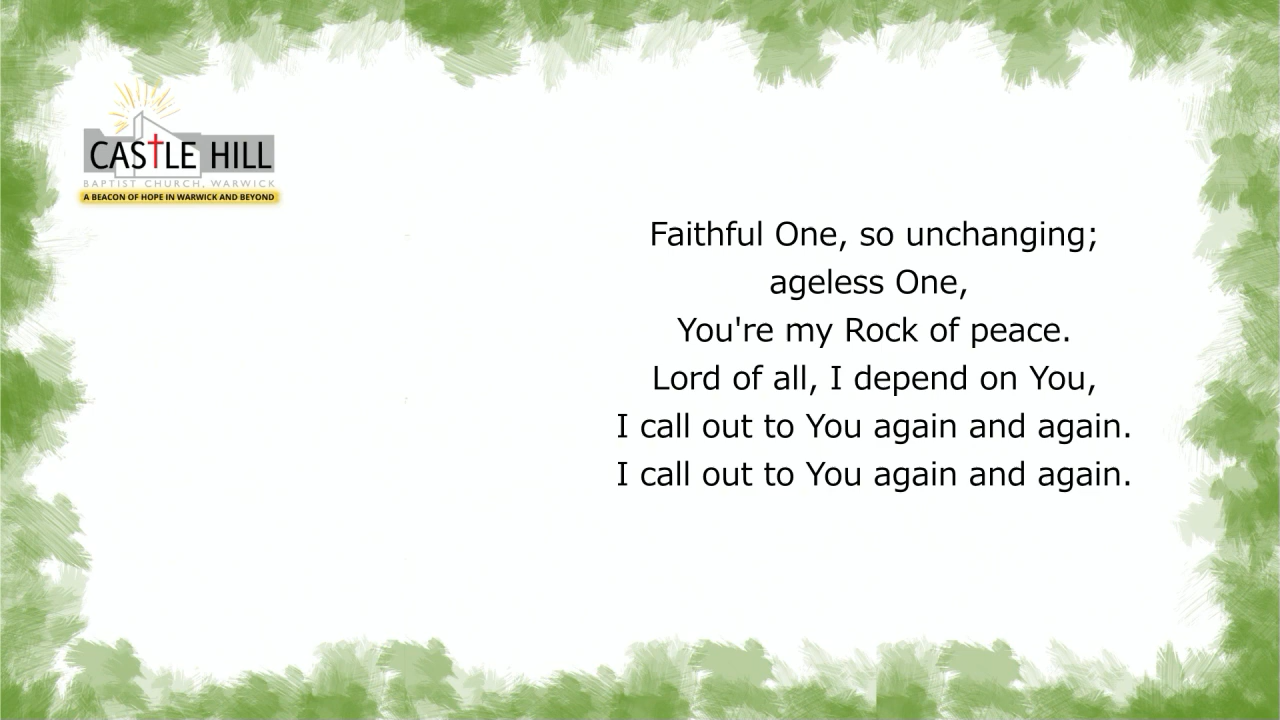 CASTLE HILL
BAPTIST CHURCH, WARWICK
A BEACON OF HOPE IN WARWICK AND BEYOND
Faithful One, so unchanging;
ageless One,
You're my Rock of peace.
Lord of all, I depend on You,
I call out to You again and again.
I call out to You again and again.